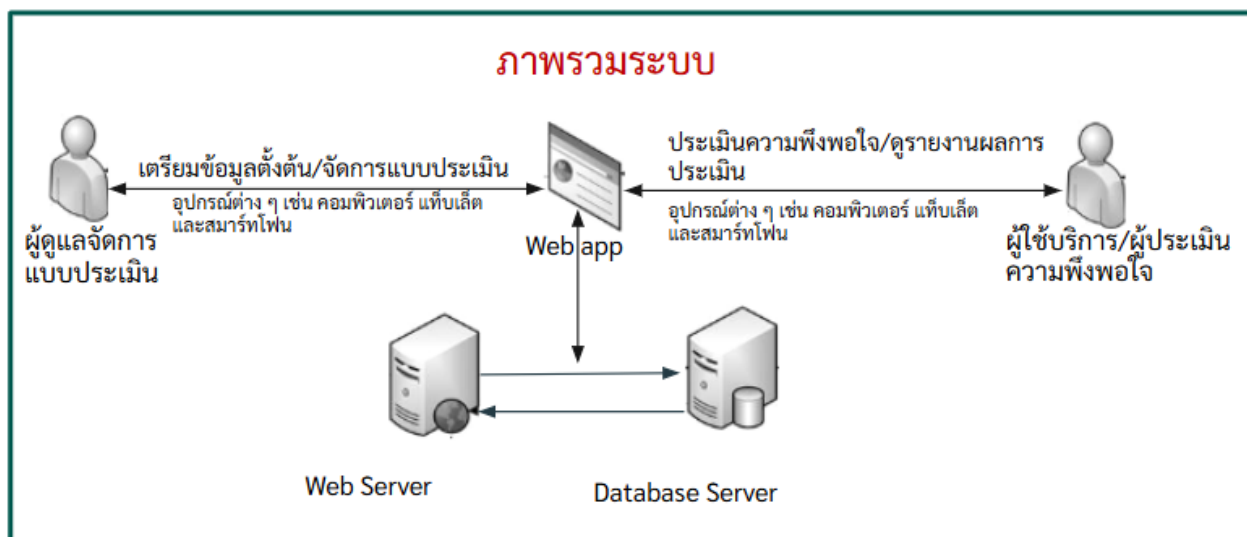 ภาพรวมระบบ
เตรียมข้อมูลตั้งต้น/จัดการแบบประเมิน
อุปกรณ์ต่าง ๆ เช่น คอมพิวเตอร์ แท็บเล็ต
และสมาร์ทโฟน
ผู้ดูแลจัดการ
แบบประเมิน
Web app
ประเมินความพึงพอใจ/ดูรายงานผลการ
ประเมิน
อุปกรณ์ต่าง ๆ เช่น คอมพิวเตอร์ แท็บเล็ต
และสมาร์ทโฟน
ผู้ใช้บริการ/ผู้ประเมิน
ความพึงพอใจ
Web Server
Database Server